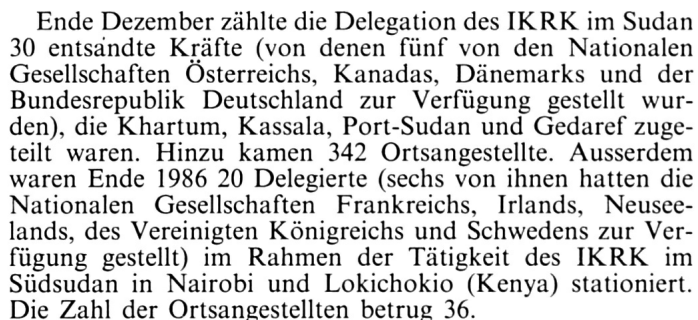 Ende Dezember zählte die Delegation des IKRK im Sudan
30 entsandte Kräfte (von denen fünf von den Nationalen
Gesellschaften Österreichs, Kanadas, Dänemarks und der
Bundesrepublik Deutschland zur Verfügung gestellt wur-
den), die Khartum, Kassala, Port-Sudan und Gedaref zuge-
teilt waren. Hinzu kamen 342 Ortsangestellte. Ausserdem
waren Ende 1986 20 Delegierte (sechs von ihnen hatten die
Nationalen Gesellschaften Frankreichs, Irlands, Neusee-
lands, des Vereinigten Königreichs und Schwedens zur Ver-
fügung gestellt) im Rahmen der Tätigkeit des IKRK im
Südsudan in Nairobi und Lokichokio (Kenya) stationiert.
Die Zahl der Ortsangestellten betrug 36.